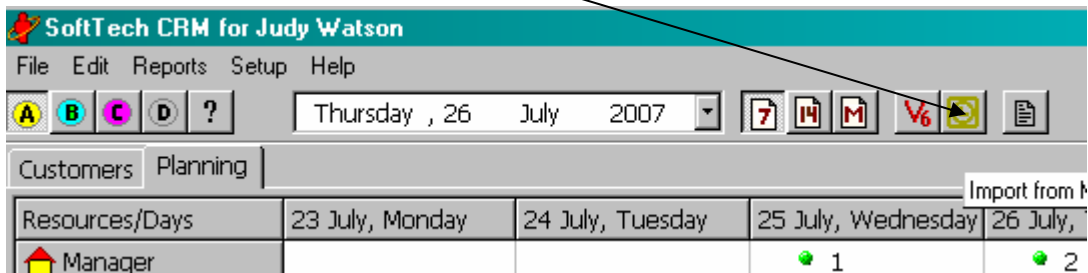 SoftTech CRM for Judy Watson
File Edit Reports Setup Help
A B C D ? Thursday , 26 July 2007 7 14 M V6
Customers Planning
Import from M
Resources/Days 23 July, Monday 24 July, Tuesday 25 July, Wednesday 26 July,
Manager 1 2